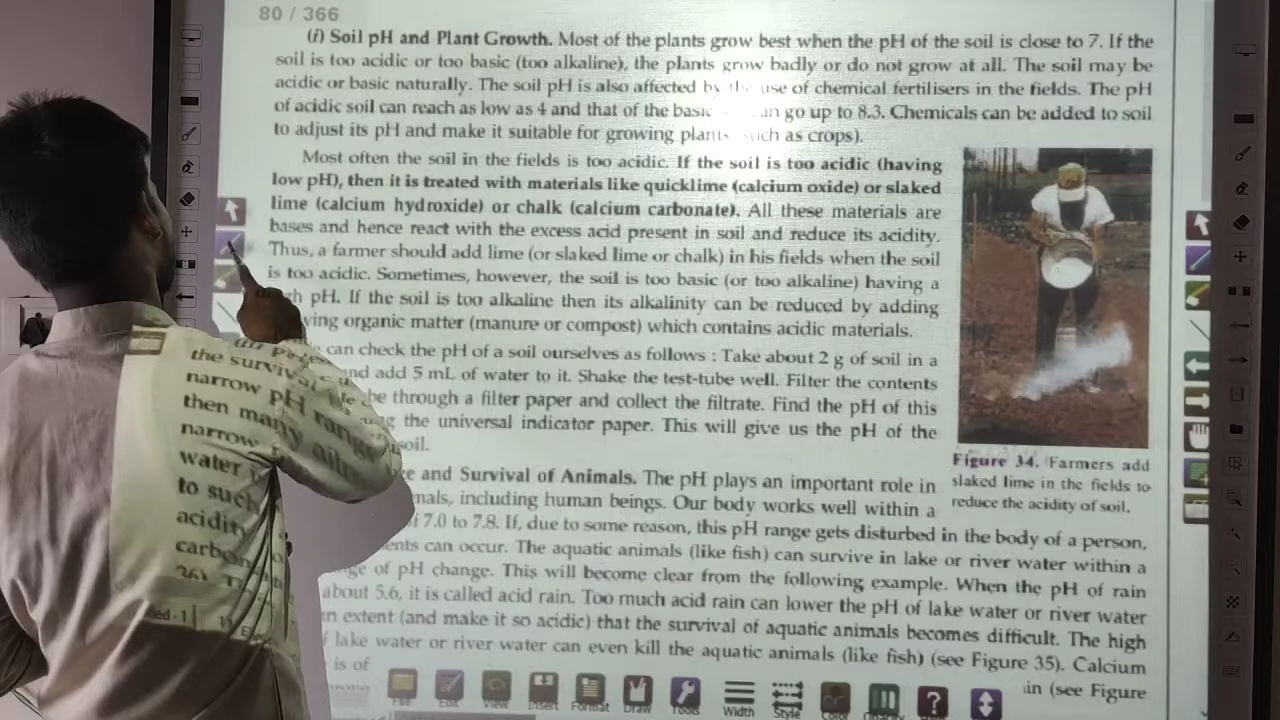 80 / 366
(f) Soil pH and Plant Growth. Most of the plants grow best when the pH of the soil is close to 7. If the
soil is too acidic or too basic (too alkaline), the plants grow badly or do not grow at all. The soil may be
acidic or basic naturally. The soil pH is also affected by the use of chemical fertilisers in the fields. The pH
of acidic soil can reach as low as 4 and that of the basic can go up to 8.3. Chemicals can be added to soil
to adjust its pH and make it suitable for growing plants such as crops).
Most often the soil in the fields is too acidic. If the soil is too acidic (having
low pH), then it is treated with materials like quicklime (calcium oxide) or slaked
lime (calcium hydroxide) or chalk (calcium carbonate). All these materials are
bases and hence react with the excess acid present in soil and reduce its acidity.
Thus, a farmer should add lime (or slaked lime or chalk) in his fields when the soil
is too acidic. Sometimes, however, the soil is too basic (or too alkaline) having a
pH. If the soil is too alkaline then its alkalinity can be reduced by adding
organic matter (manure or compost) which contains acidic materials.
can check the pH of a soil ourselves as follows : Take about 2 g of soil in a
and add 5 mL of water to it. Shake the test-tube well. Filter the contents
through a filter paper and collect the filtrate. Find the pH of this
the universal indicator paper. This will give us the pH of the
soil.
Figure 34. Farmers add
slaked lime in the fields to
reduce the acidity of soil.
and Survival of Animals. The pH plays an important role in
including human beings. Our body works well within a
7.0 to 7.8. If, due to some reason, this pH range gets disturbed in the body of a person,
can occur. The aquatic animals (like fish) can survive in lake or river water within a
of pH change. This will become clear from the following example. When the pH of rain
about 5.6, it is called acid rain. Too much acid rain can lower the pH of lake water or river water
extent (and make it so acidic) that the survival of aquatic animals becomes difficult. The high
lake water or river water can even kill the aquatic animals (like fish) (see Figure 35). Calcium
is of
in (see Figure
the survival
narrow pH range
then many
narrow
water
to such
acidity
File Edit View Insert Format Draw Tools Width Style Color